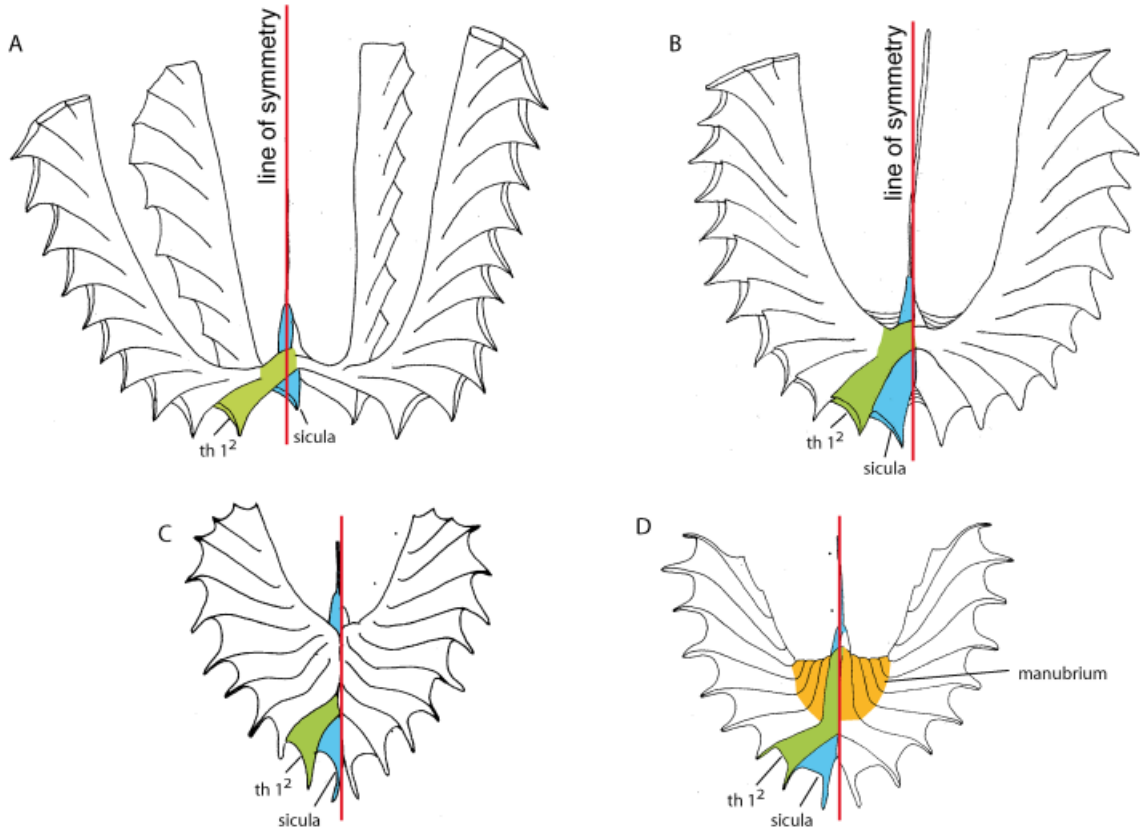 A
line of symmetry
th 1²
sicula
B
line of symmetry
th 1²
sicula
C
th 1²
sicula
D
manubrium
th 1²
sicula